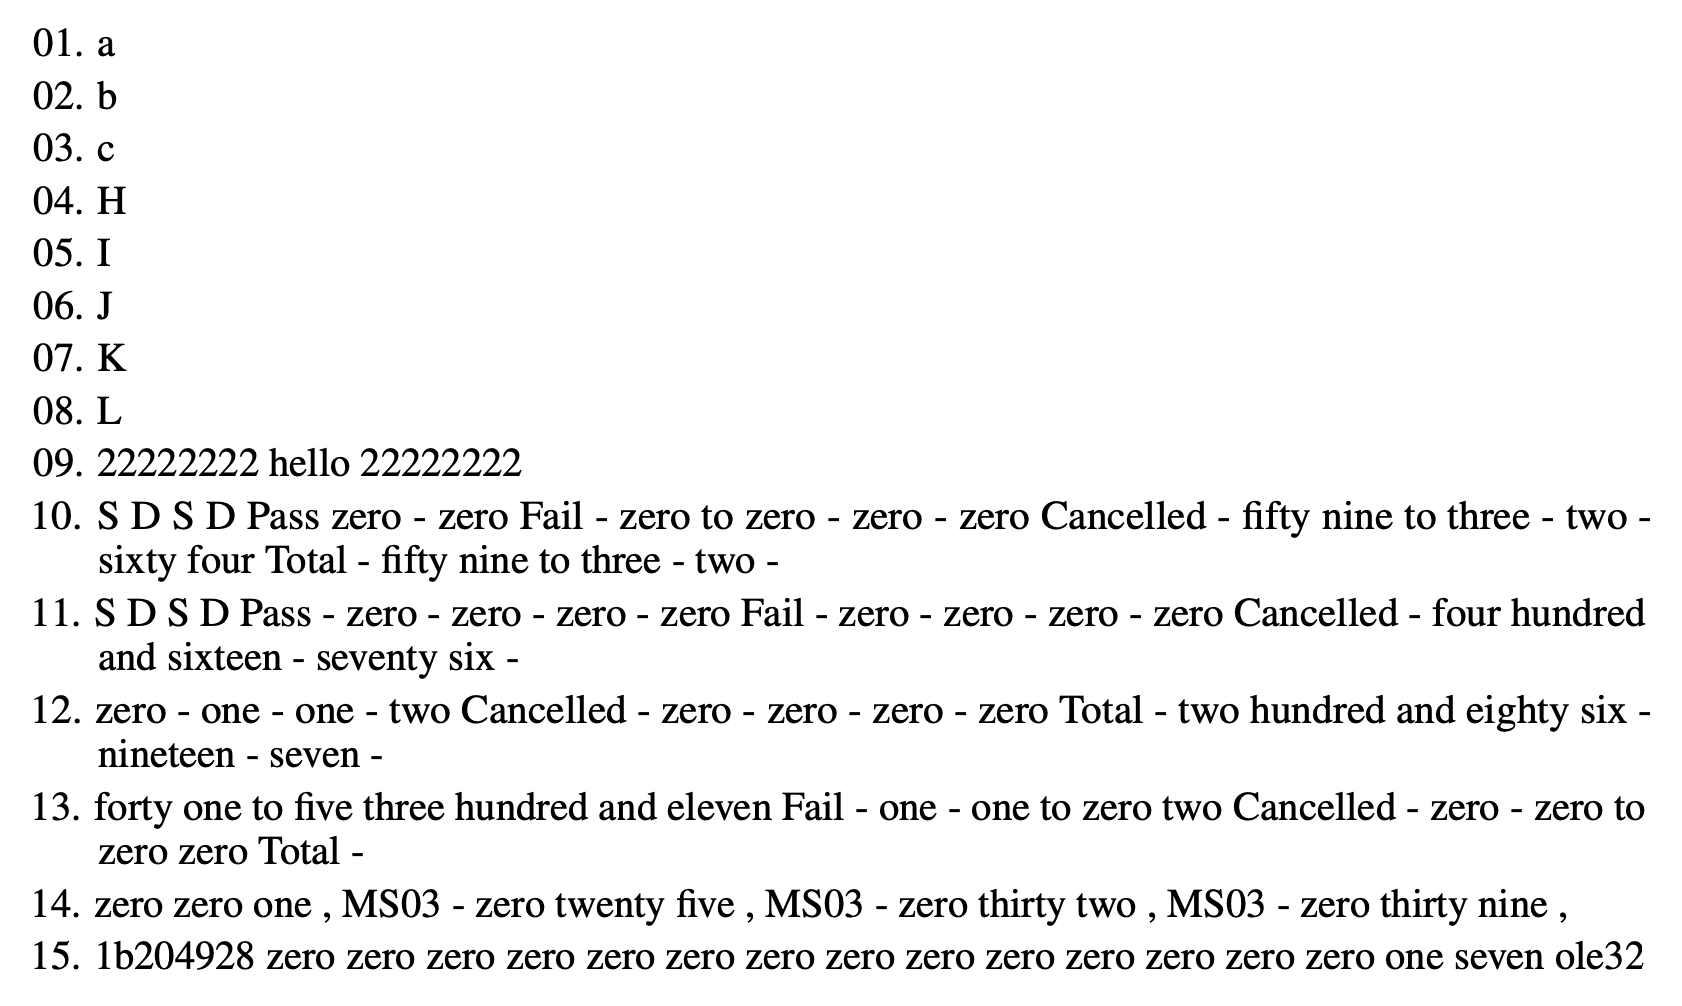 01. a
02. b
03. c
04. H
05. I
06. J
07. K
08. L
09. 22222222 hello 22222222
10. S D S D Pass zero - zero Fail - zero to zero - zero - zero Cancelled - fifty nine to three - two -
sixty four Total - fifty nine to three - two -
11. S D S D Pass - zero - zero - zero - zero Fail - zero - zero - zero - zero Cancelled - four hundred
and sixteen - seventy six -
12. zero - one - one - two Cancelled - zero - zero - zero - zero Total - two hundred and eighty six -
nineteen - seven -
13. forty one to five three hundred and eleven Fail - one - one to zero two Cancelled - zero - zero to
zero zero Total -
14. zero zero one , MS03 - zero twenty five , MS03 - zero thirty two , MS03 - zero thirty nine ,
15. 1b204928 zero zero zero zero zero zero zero zero zero zero zero zero zero zero one seven ole32